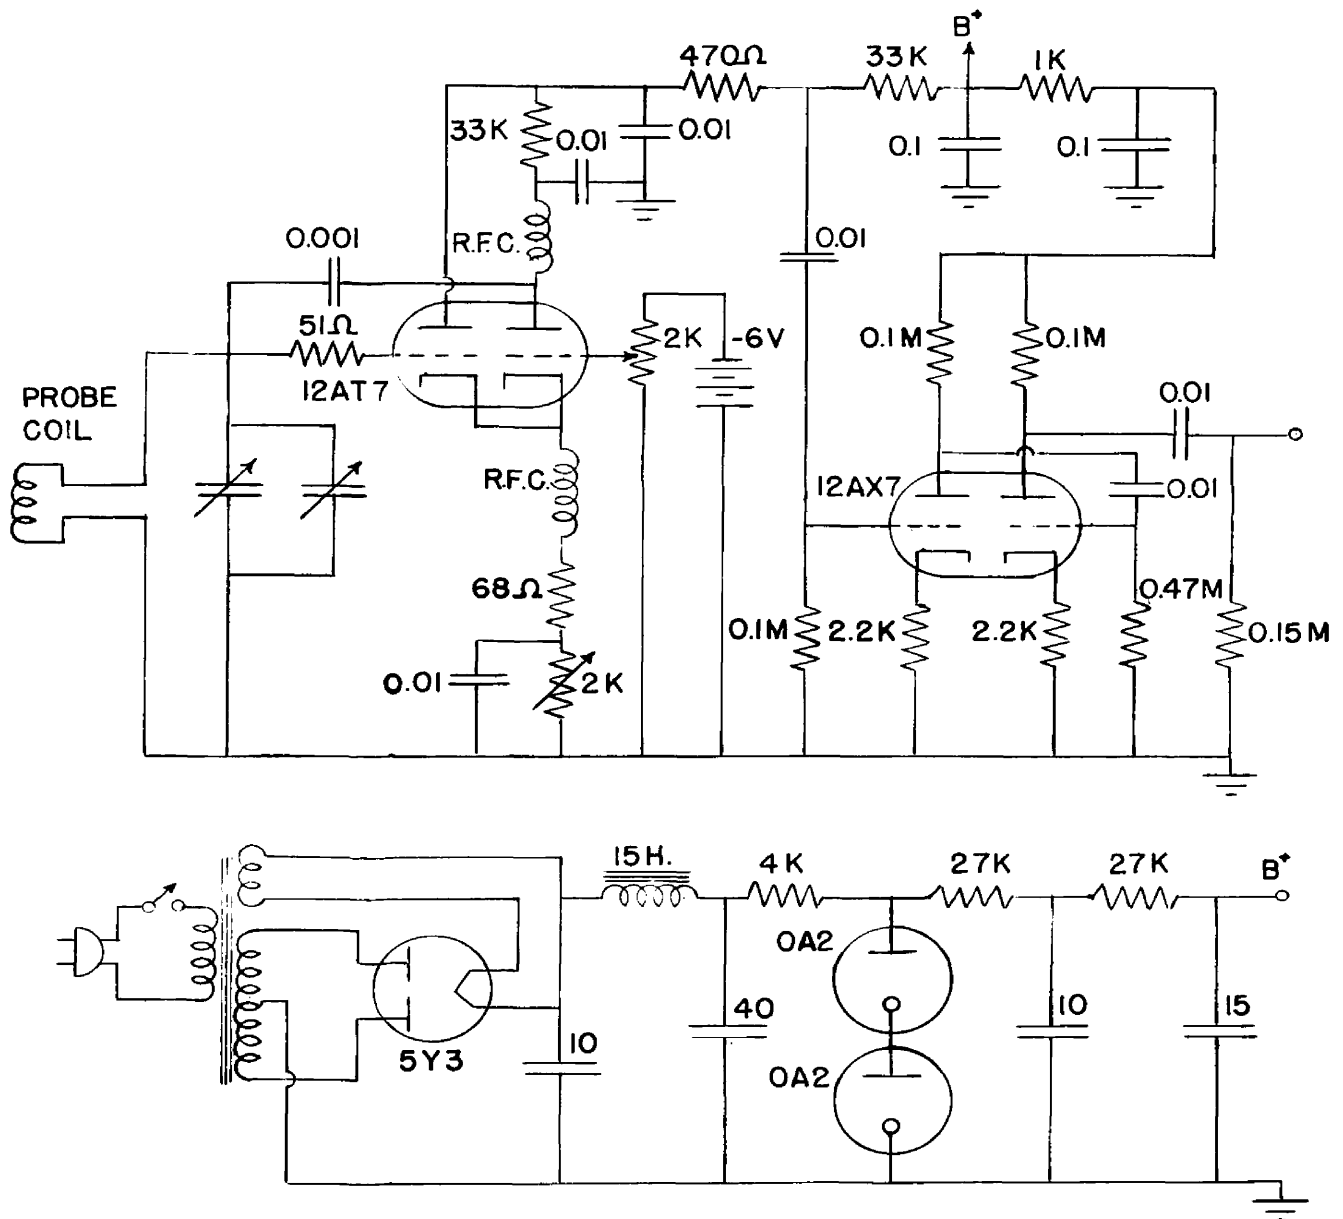 B+
470Ω
33K
1K
33K
0.01
0.01
0.1
0.1
0.001
R.F.C.
0.01
51Ω
2K
-6V
0.1M
0.1M
12AT7
PROBE
COIL
0.01
R.F.C.
12AX7
0.01
68Ω
0.47M
0.1M
2.2K
2.2K
0.15M
0.01
2K
15H.
4K
27K
27K
B+
0A2
5Y3
10
40
10
15
0A2